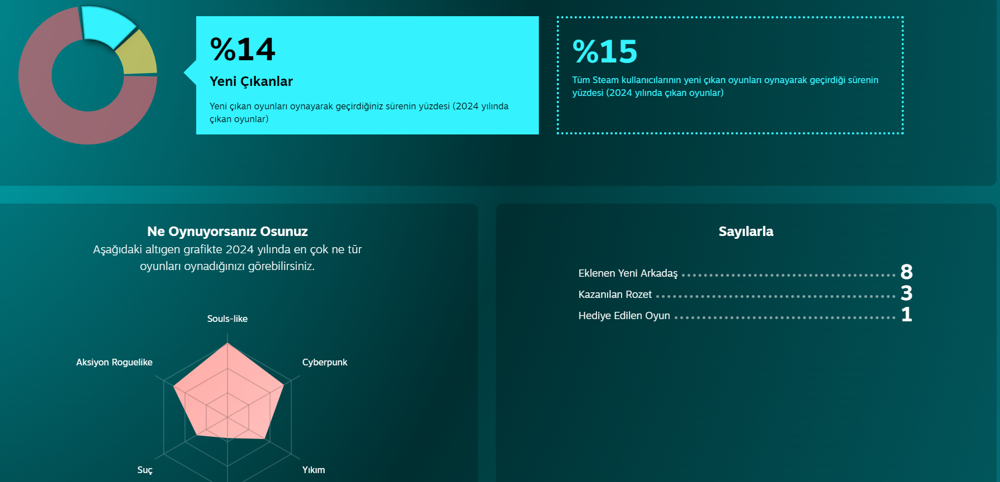 %14
Yeni Çıkanlar
Yeni çıkan oyunları oynayarak geçirdiğiniz sürenin yüzdesi (2024 yılında
çıkan oyunlar)
%15
Tüm Steam kullanıcılarının yeni çıkan oyunları oynayarak geçirdiği sürenin
yüzdesi (2024 yılında çıkan oyunlar)
Ne Oynuyorsanız Osunuz
Aşağıdaki altıgen grafikte 2024 yılında en çok ne tür
oyunları oynadığınızı görebilirsiniz.
Souls-like
Aksiyon Roguelike
Cyberpunk
Suç
Yıkım
Sayılarla
Eklenen Yeni Arkadaş 8
Kazanılan Rozet 3
Hediye Edilen Oyun 1